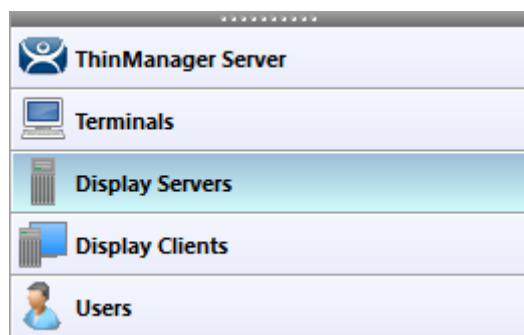 ThinManager Server
Terminals
Display Servers
Display Clients
Users